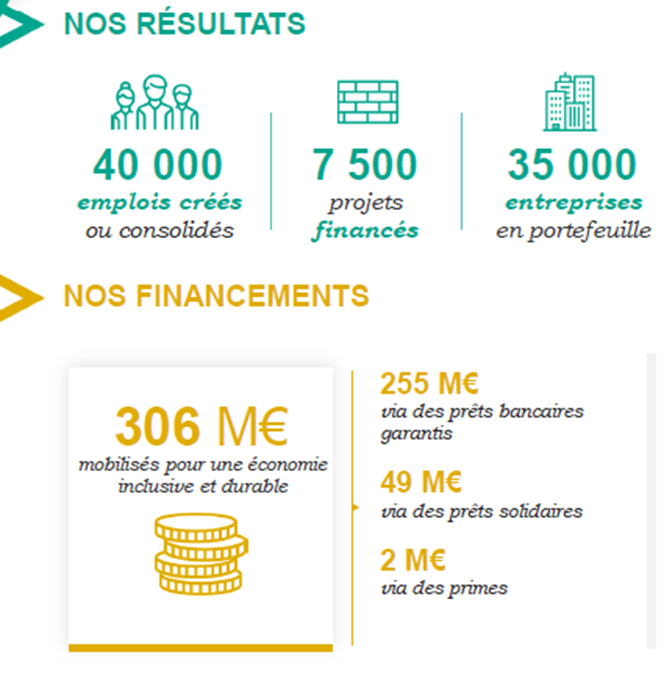 NOS RÉSULTATS
40 000
emplois créés
ou consolidés
7 500
projets
financés
35 000
entreprises
en portefeuille
NOS FINANCEMENTS
306 M€
mobilisés pour une économie
inclusive et durable
255 M€
via des prêts bancaires
garantis
49 M€
via des prêts solidaires
2 M€
via des primes